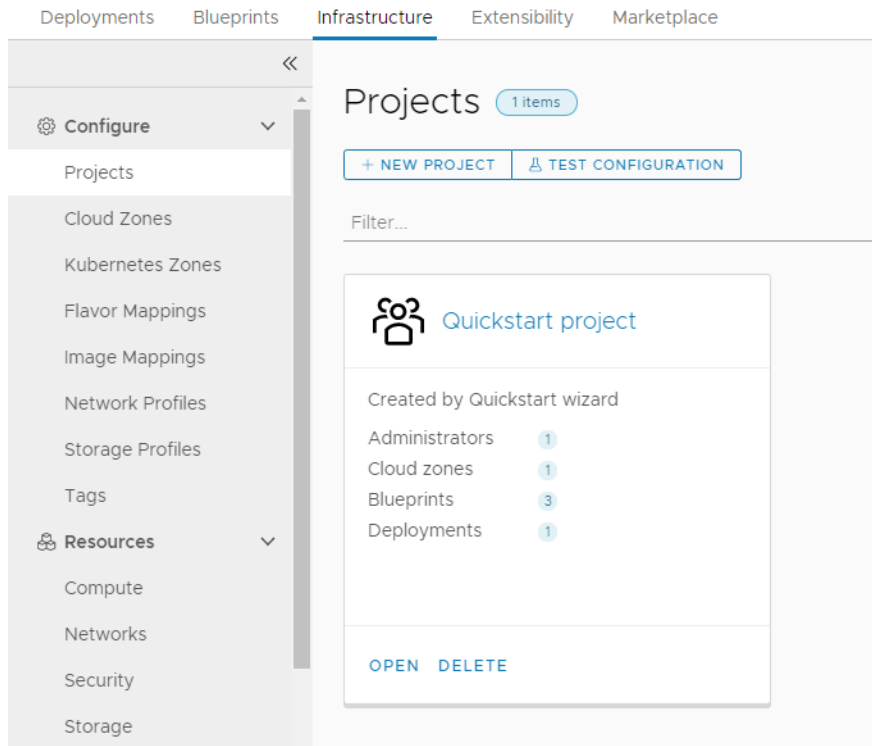 Deployments Blueprints Infrastructure Extensibility Marketplace
Configure
Projects
Cloud Zones
Kubernetes Zones
Flavor Mappings
Image Mappings
Network Profiles
Storage Profiles
Tags
Resources
Compute
Networks
Security
Storage
Projects 1 items
+ NEW PROJECT TEST CONFIGURATION
Filter...
Quickstart project
Created by Quickstart wizard
Administrators 1
Cloud zones 1
Blueprints 3
Deployments 1
OPEN DELETE